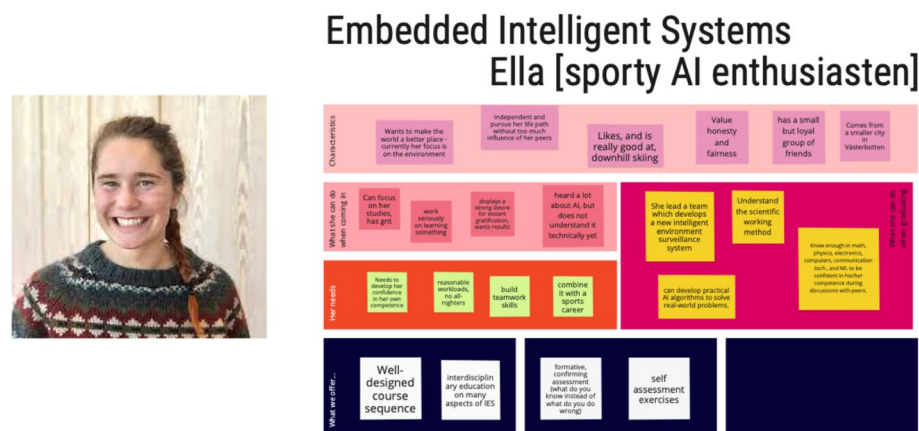 Embedded Intelligent Systems
Ella [sporty AI enthusiasten]
Characteristics
Wants to make the
world a better place -
currently her focus is
on the environment
Independent and
pursue her life path
without too much
influence of her peers
Likes, and is
really good at,
downhill skiing
Value
honesty
and
fairness
has a small
but loyal
group of
friends
Comes from
a smaller city
in
Västerbotten
What she can do
when coming in
Can focus
on her
studies,
has grit
work
seriously
on learning
something
displays a
strong desire
for instant
gratification,
wants results
heard a lot
about AI, but
does not
understand it
technically yet
She lead a team
which develops
a new intelligent
environment
surveillance
system
Understand
the scientific
working
method
Know enough in math,
physics, electronics,
computers, communication
tech., and ML to be
confident in his/her
competence during
discussions with peers.
can develop practical
AI algorithms to solve
real-world problems.
What she can do
when graduating
Her needs
Needs to
develop her
confidence
in her own
competence
reasonable
workloads,
no all-
nighters
build
teamwork
skills
combine
it with a
sports
career
What we offer...
Well-
designed
course
sequence
interdisciplin
ary education
on many
aspects of IES
formative,
confirming
assessment
(what do you
know instead of
what do you do
wrong)
self
assessment
exercises